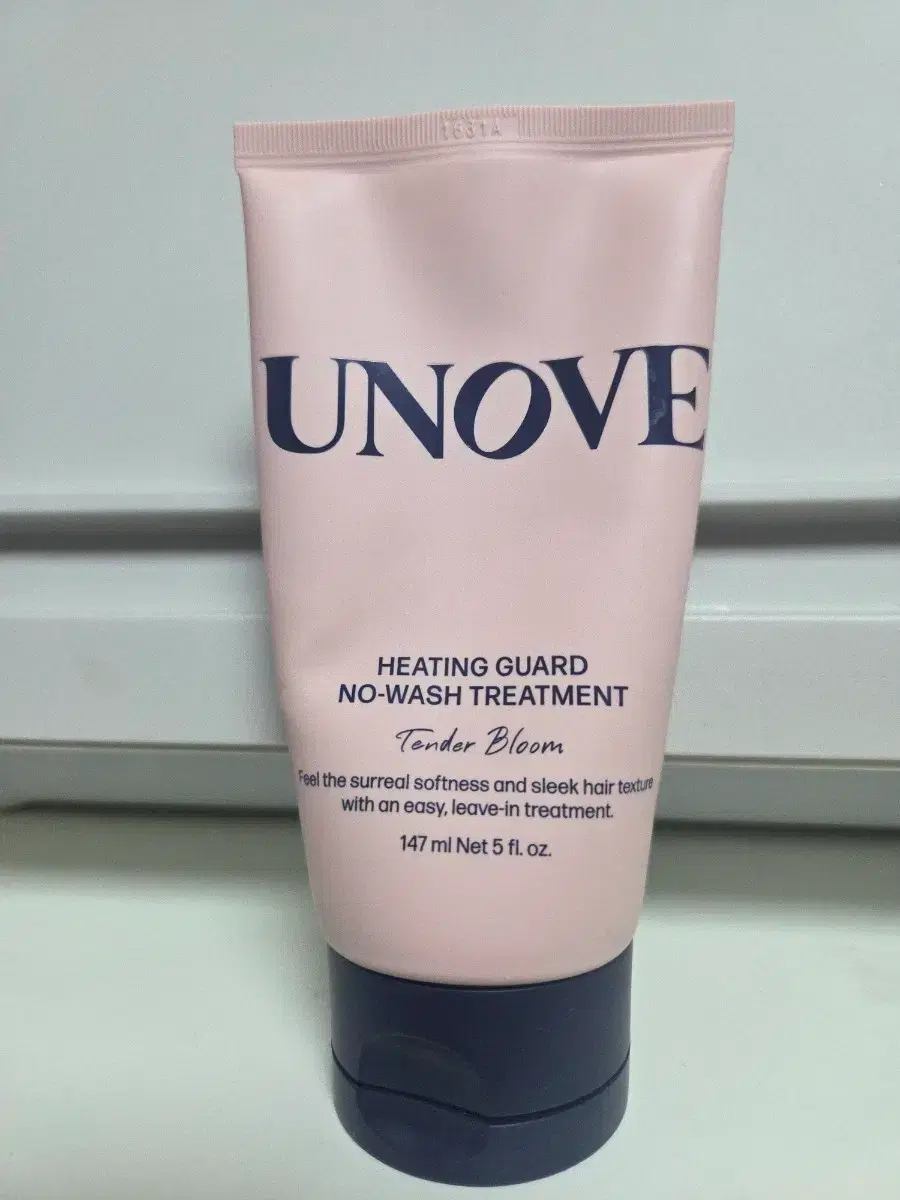 1631A
UNOVE
HEATING GUARD
NO-WASH TREATMENT
Tender Bloom
Feel the surreal softness and sleek hair texture
with an easy, leave-in treatment.
147 ml Net 5 fl. oz.